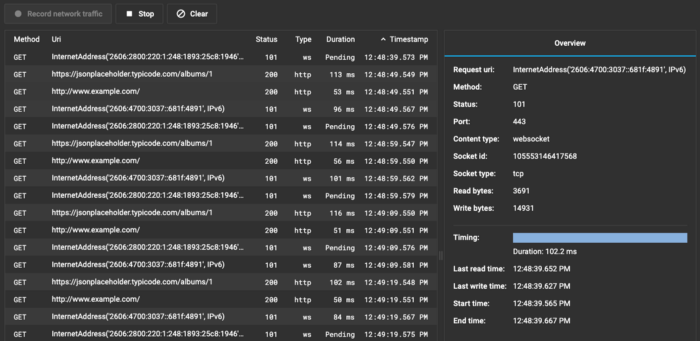 Record network traffic Stop Clear
Method Uri Status Type Duration Timestamp
GET InternetAddress('2606:2800:220:1:248:1893:25c8:1946'... 101 ws Pending 12:48:39.573 PM
GET https://jsonplaceholder.typicode.com/albums/1 200 http 113 ms 12:48:49.549 PM
GET http://www.example.com/ 200 http 53 ms 12:48:49.551 PM
GET InternetAddress('2606:4700:3037::681f:4891', IPv6) 101 ws 96 ms 12:48:49.567 PM
GET InternetAddress('2606:2800:220:1:248:1893:25c8:1946'... 101 ws Pending 12:48:49.576 PM
GET https://jsonplaceholder.typicode.com/albums/1 200 http 114 ms 12:48:59.547 PM
GET http://www.example.com/ 200 http 56 ms 12:48:59.550 PM
GET InternetAddress('2606:4700:3037::681f:4891', IPv6) 101 ws 101 ms 12:48:59.562 PM
GET InternetAddress('2606:2800:220:1:248:1893:25c8:1946'... 101 ws Pending 12:48:59.579 PM
GET https://jsonplaceholder.typicode.com/albums/1 200 http 116 ms 12:49:09.550 PM
GET http://www.example.com/ 200 http 51 ms 12:49:09.551 PM
GET InternetAddress('2606:2800:220:1:248:1893:25c8:1946'... 101 ws Pending 12:49:09.576 PM
GET InternetAddress('2606:4700:3037::681f:4891', IPv6) 101 ws 87 ms 12:49:09.581 PM
GET https://jsonplaceholder.typicode.com/albums/1 200 http 102 ms 12:49:19.548 PM
GET http://www.example.com/ 200 http 50 ms 12:49:19.551 PM
GET InternetAddress('2606:4700:3037::681f:4891', IPv6) 101 ws 84 ms 12:49:19.567 PM
GET InternetAddress('2606:2800:220:1:248:1893:25c8:1946'... 101 ws Pending 12:49:19.575 PM
Overview
Request uri: InternetAddress('2606:4700:3037::681f:4891', IPv6)
Method: GET
Status: 101
Port: 443
Content type: websocket
Socket id: 105553146417568
Socket type: tcp
Read bytes: 3691
Write bytes: 14931
Timing:
Duration: 102.2 ms
Last read time: 12:48:39.652 PM
Last write time: 12:48:39.627 PM
Start time: 12:48:39.565 PM
End time: 12:48:39.667 PM